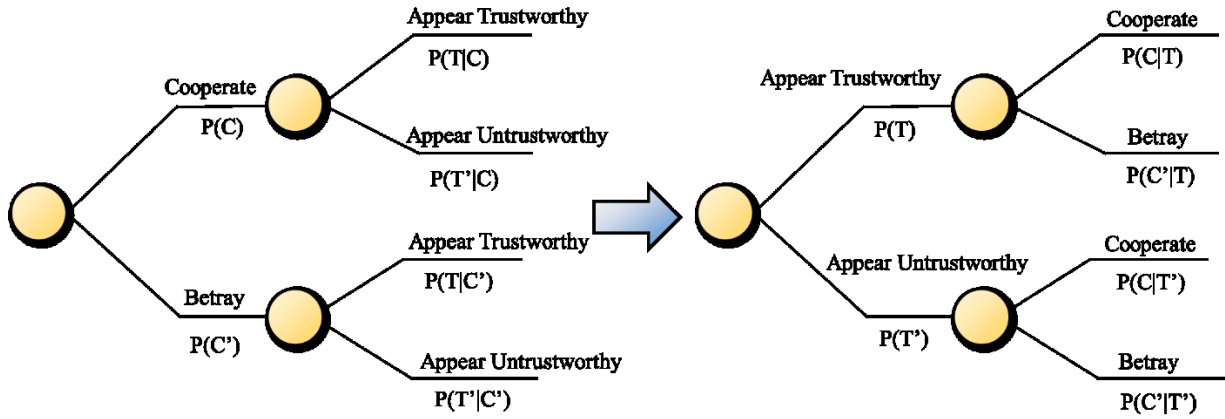 Appear Trustworthy
P(T|C)
Cooperate
P(C)
Appear Untrustworthy
P(T’|C)
Appear Trustworthy
P(T|C’)
Betray
P(C’)
Appear Untrustworthy
P(T’|C’)
Cooperate
P(C|T)
Appear Trustworthy
P(T)
Betray
P(C’|T)
Cooperate
P(C|T’)
Appear Untrustworthy
P(T’)
Betray
P(C’|T’)